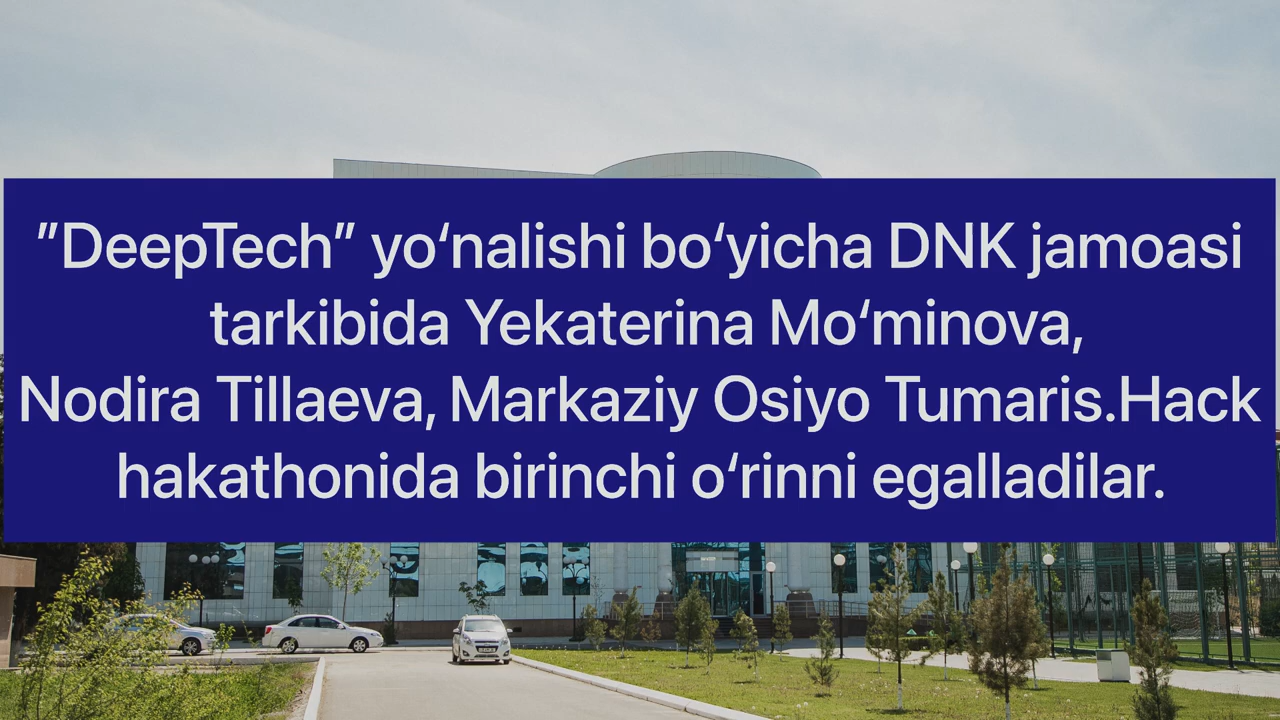 ”DeepTech” yo‘nalishi bo‘yicha DNK jamoasi
tarkibida Yekaterina Mo‘minova,
Nodira Tillaeva, Markaziy Osiyo Tumaris.Hack
hakathonida birinchi o‘rinni egalladilar.